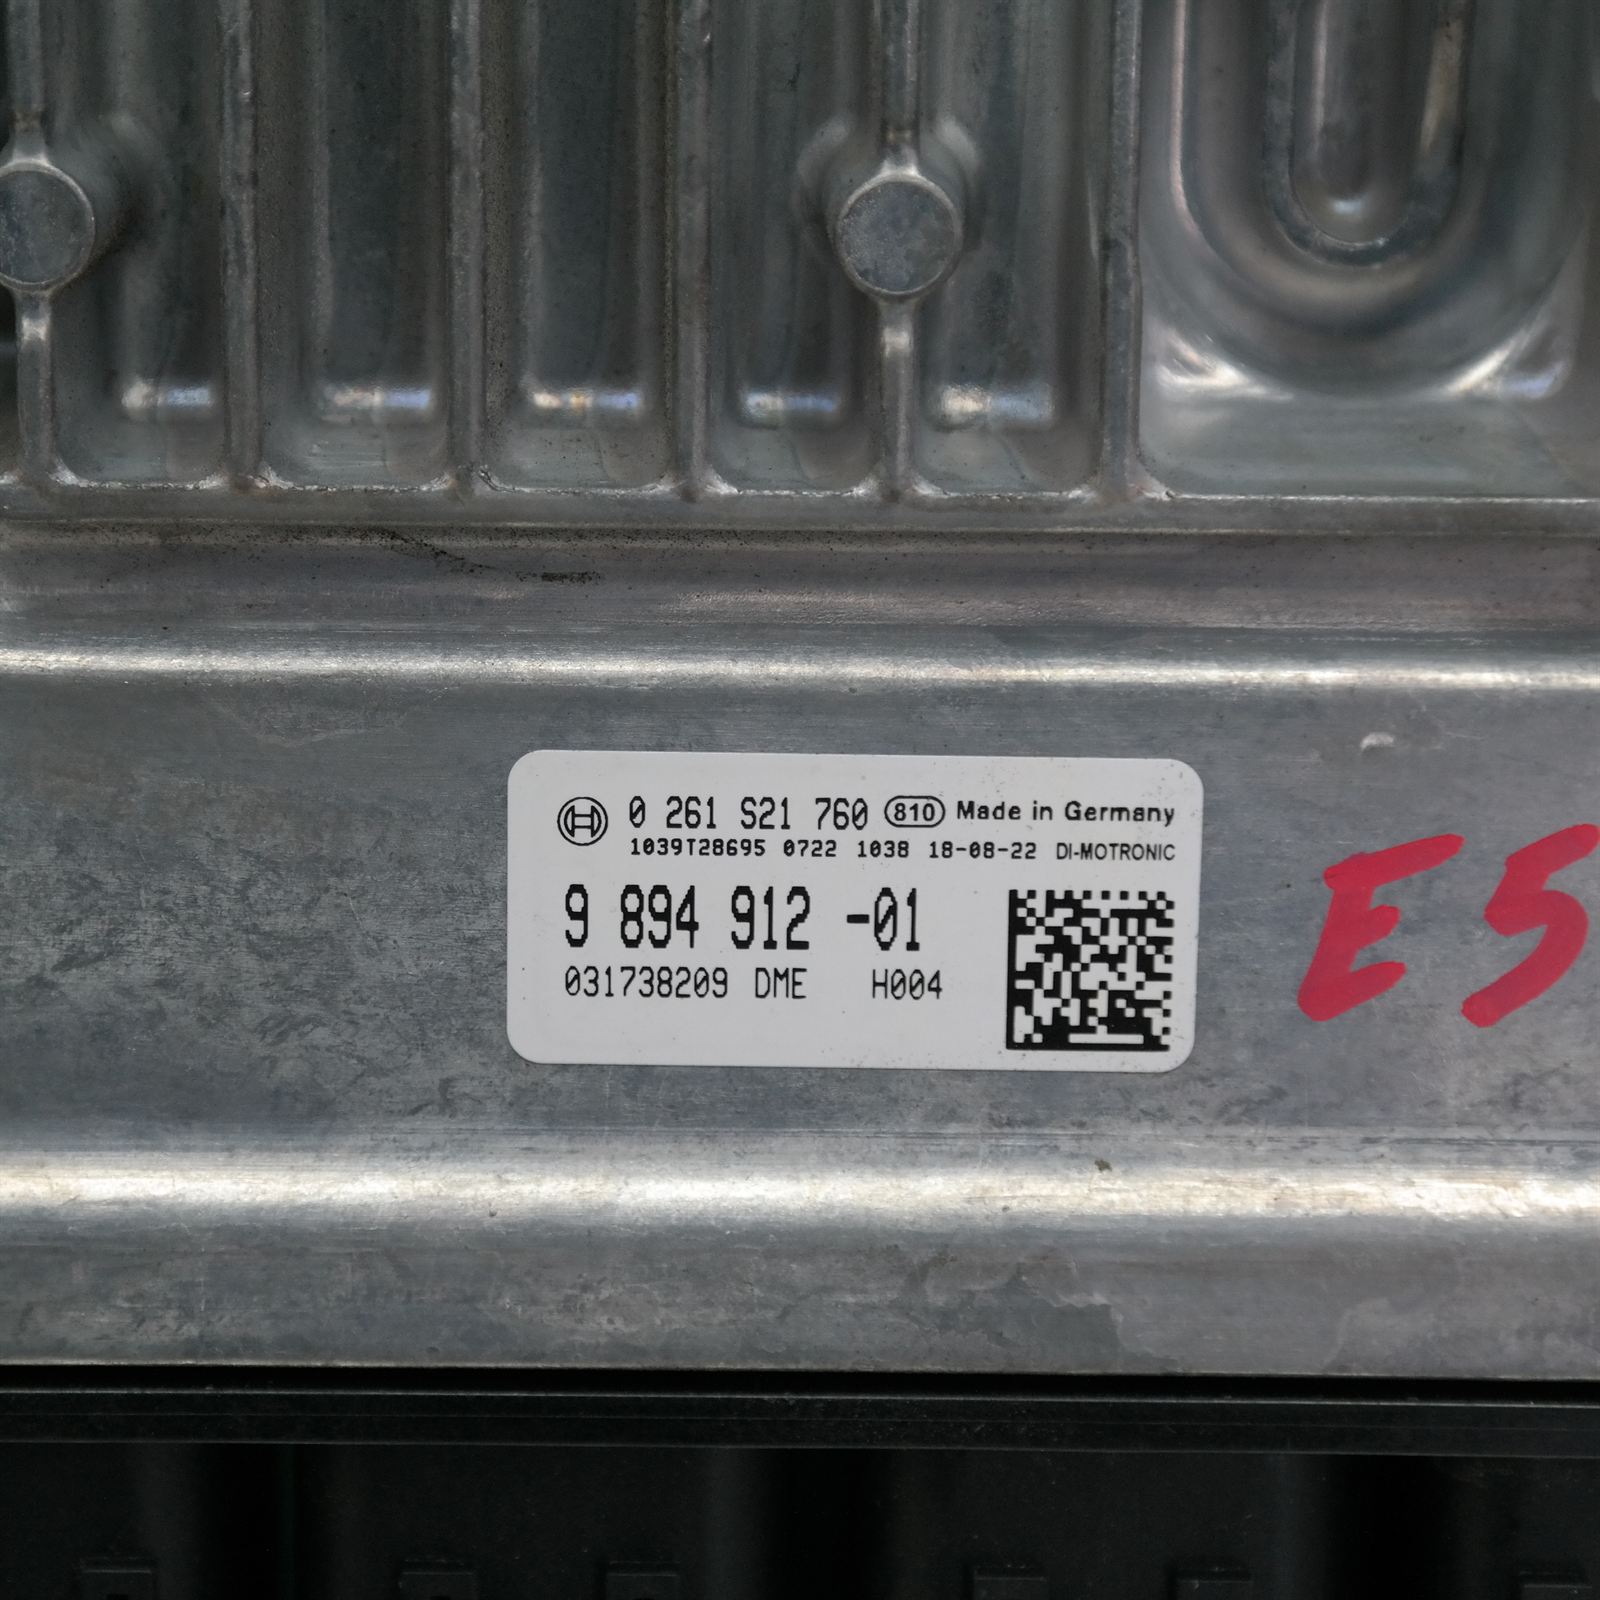 0 261 S21 760 810 Made in Germany
1039T28695 0722 1038 18-08-22 DI-MOTRONIC
9 894 912 -01
031738209 DME H004
E5